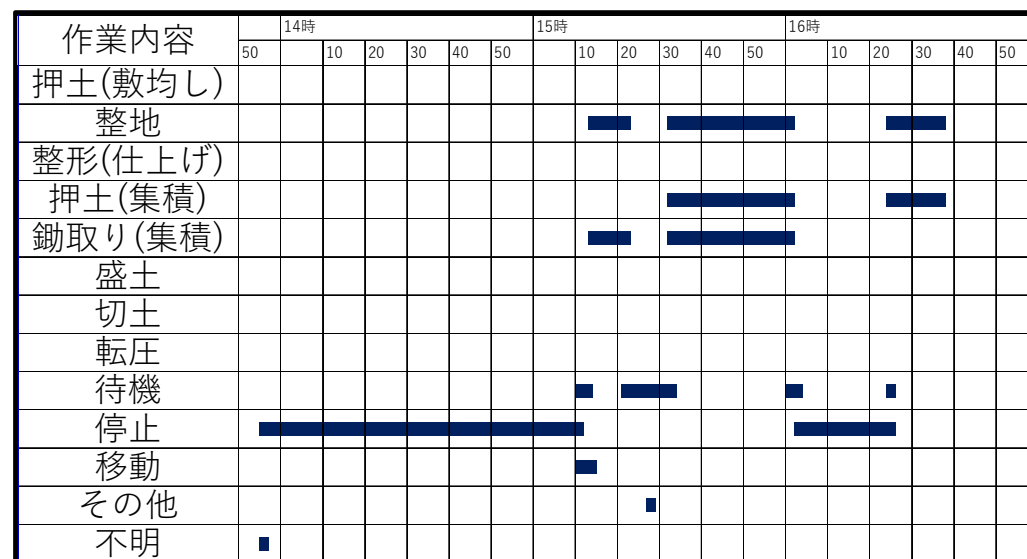 作業内容
14時 15時 16時
50 10 20 30 40 50 10 20 30 40 50 10 20 30 40 50
押土(敷均し)
整地
整形(仕上げ)
押土(集積)
鋤取り(集積)
盛土
切土
転圧
待機
停止
移動
その他
不明